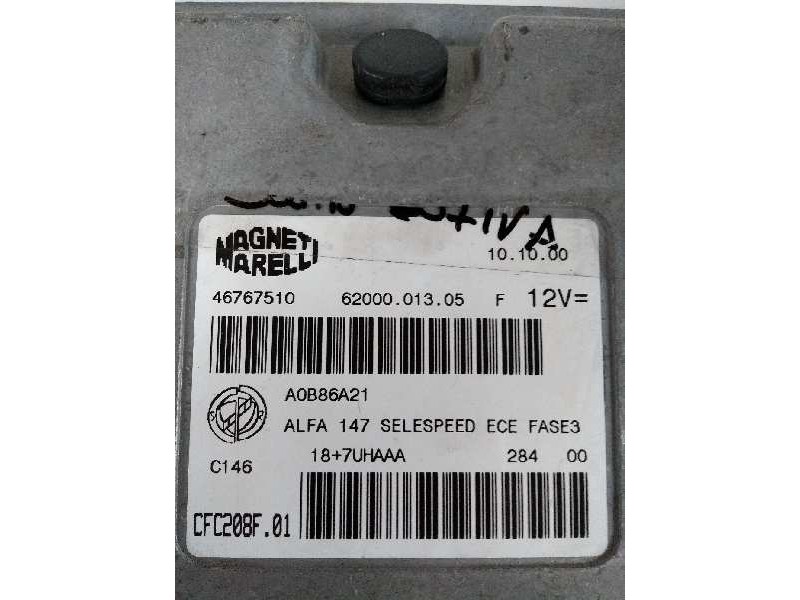 MAGNETI
MARELLI
10.10.00
46767510 62000.013.05 F 12V=
A0B86A21
ALFA 147 SELESPEED ECE FASE3
C146 18+7UHAAA 284 00
CFC208F.01